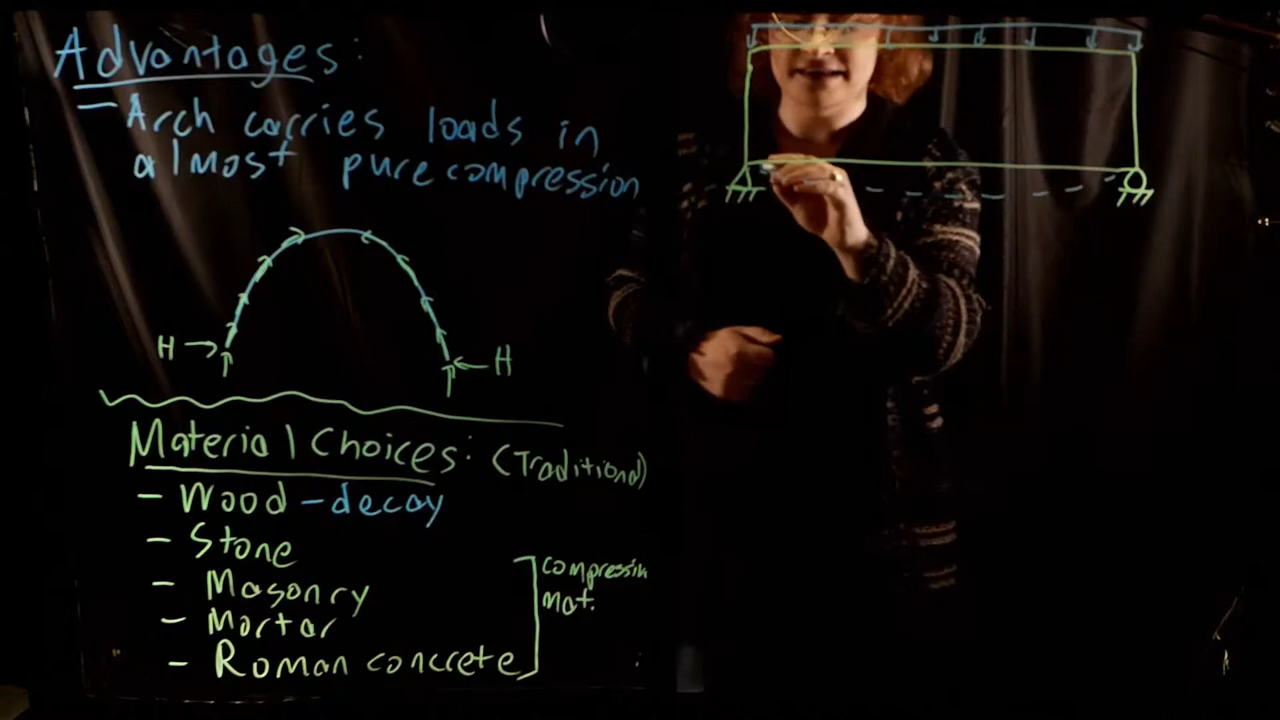 Advantages:
- Arch carries loads in
almost pure compression
H H
Material Choices: (Traditional)
- Wood - decay
- Stone
- Masonry
- Mortar
- Roman concrete
compressin
mat.